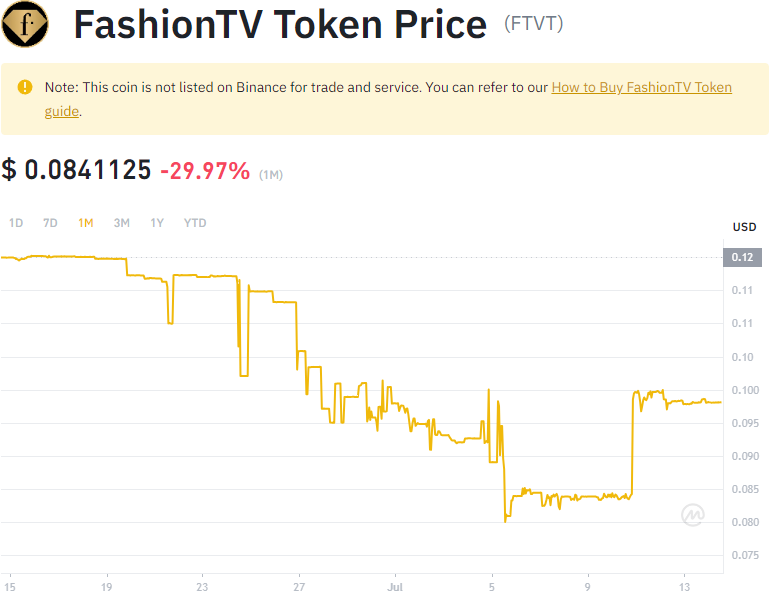 f
FashionTV Token Price (FTVT)
Note: This coin is not listed on Binance for trade and service. You can refer to our How to Buy FashionTV Token
guide.
$ 0.0841125 -29.97% (1M)
1D 7D 1M 3M 1Y YTD
USD
0.12
0.11
0.11
0.10
0.100
0.095
0.090
0.085
0.080
0.075
15 19 23 27 Jul 5 9 13